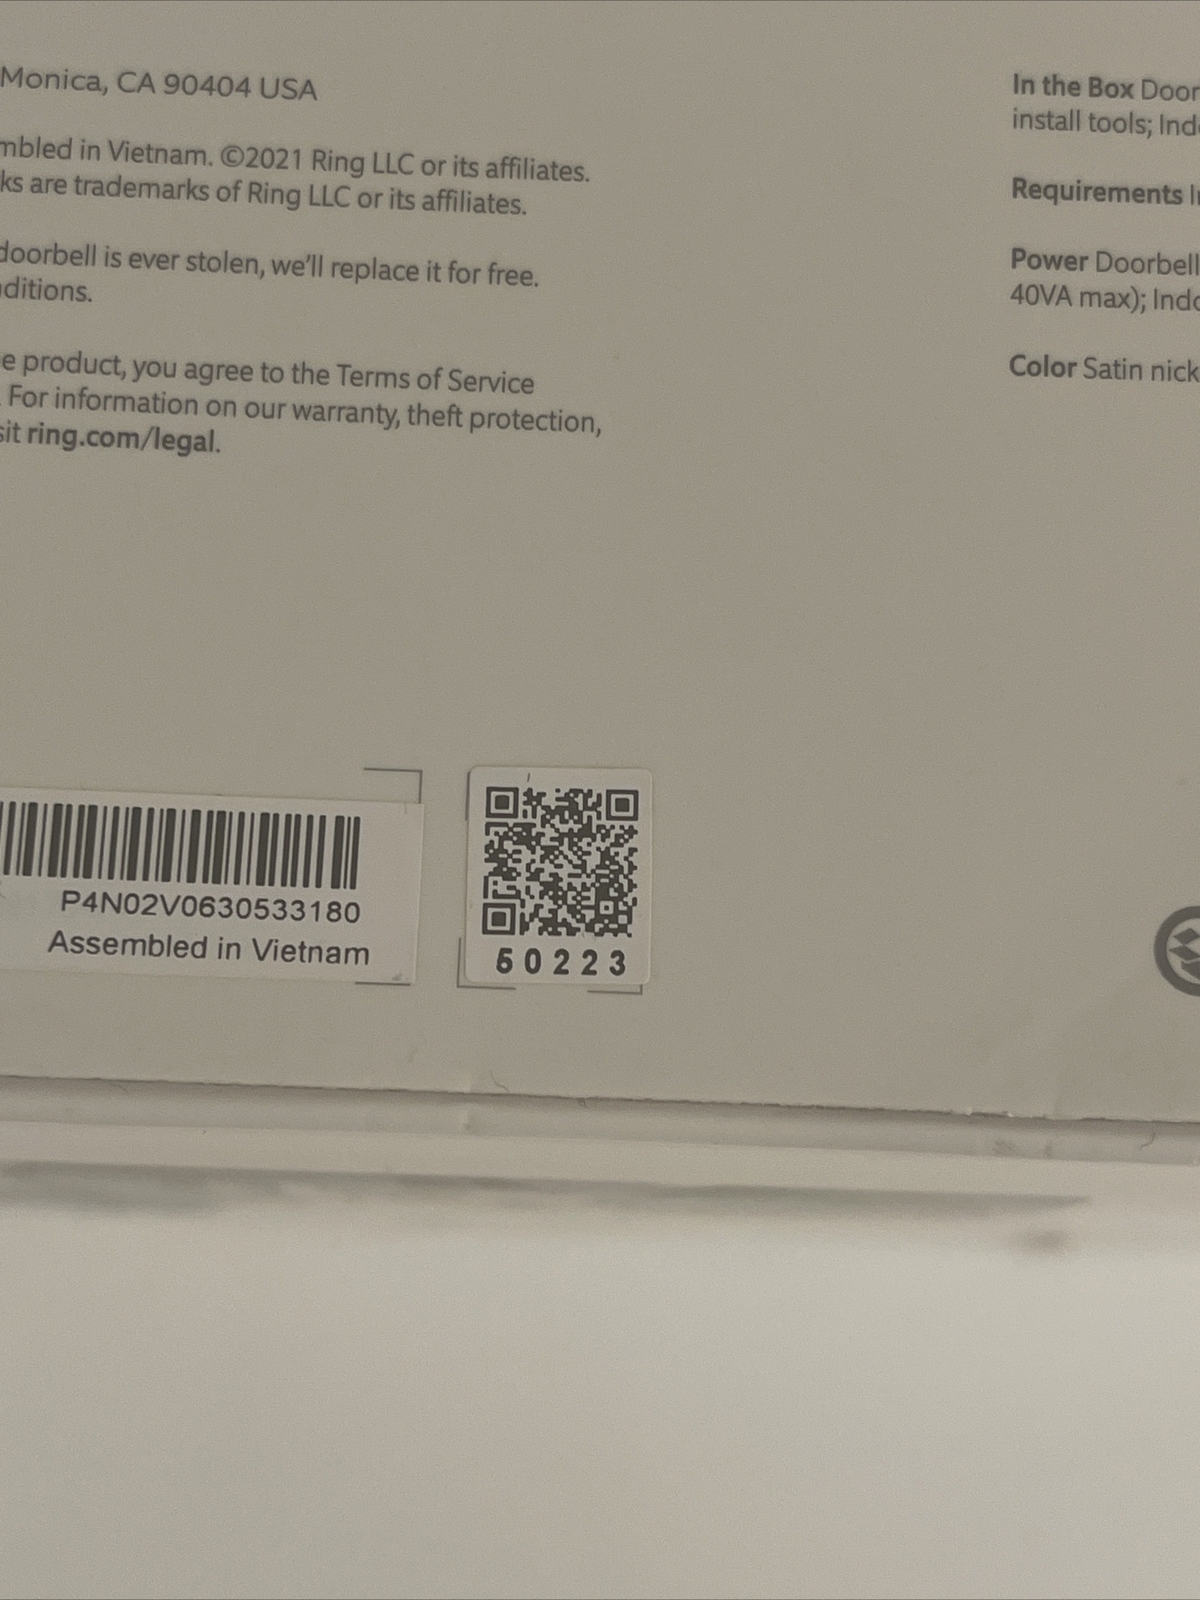 Monica, CA 90404 USA
mbled in Vietnam. ©2021 Ring LLC or its affiliates.
ks are trademarks of Ring LLC or its affiliates.
doorbell is ever stolen, we'll replace it for free.
nditions.
e product, you agree to the Terms of Service
. For information on our warranty, theft protection,
sit ring.com/legal.
In the Box Door
install tools; Ind
Requirements In
Power Doorbell
40VA max); Indo
Color Satin nick
P4N02V0630533180
Assembled in Vietnam
50223